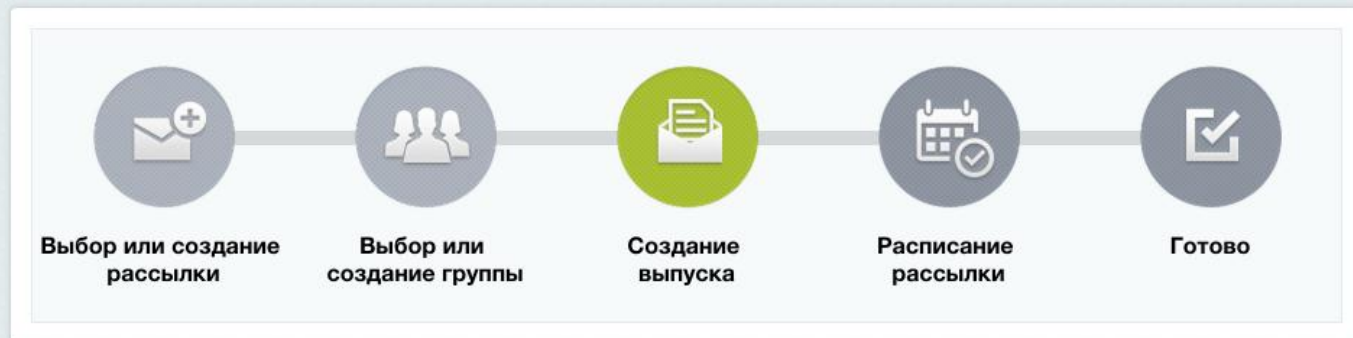 Выбор или создание
рассылки
Выбор или
создание группы
Создание
выпуска
Расписание
рассылки
Готово